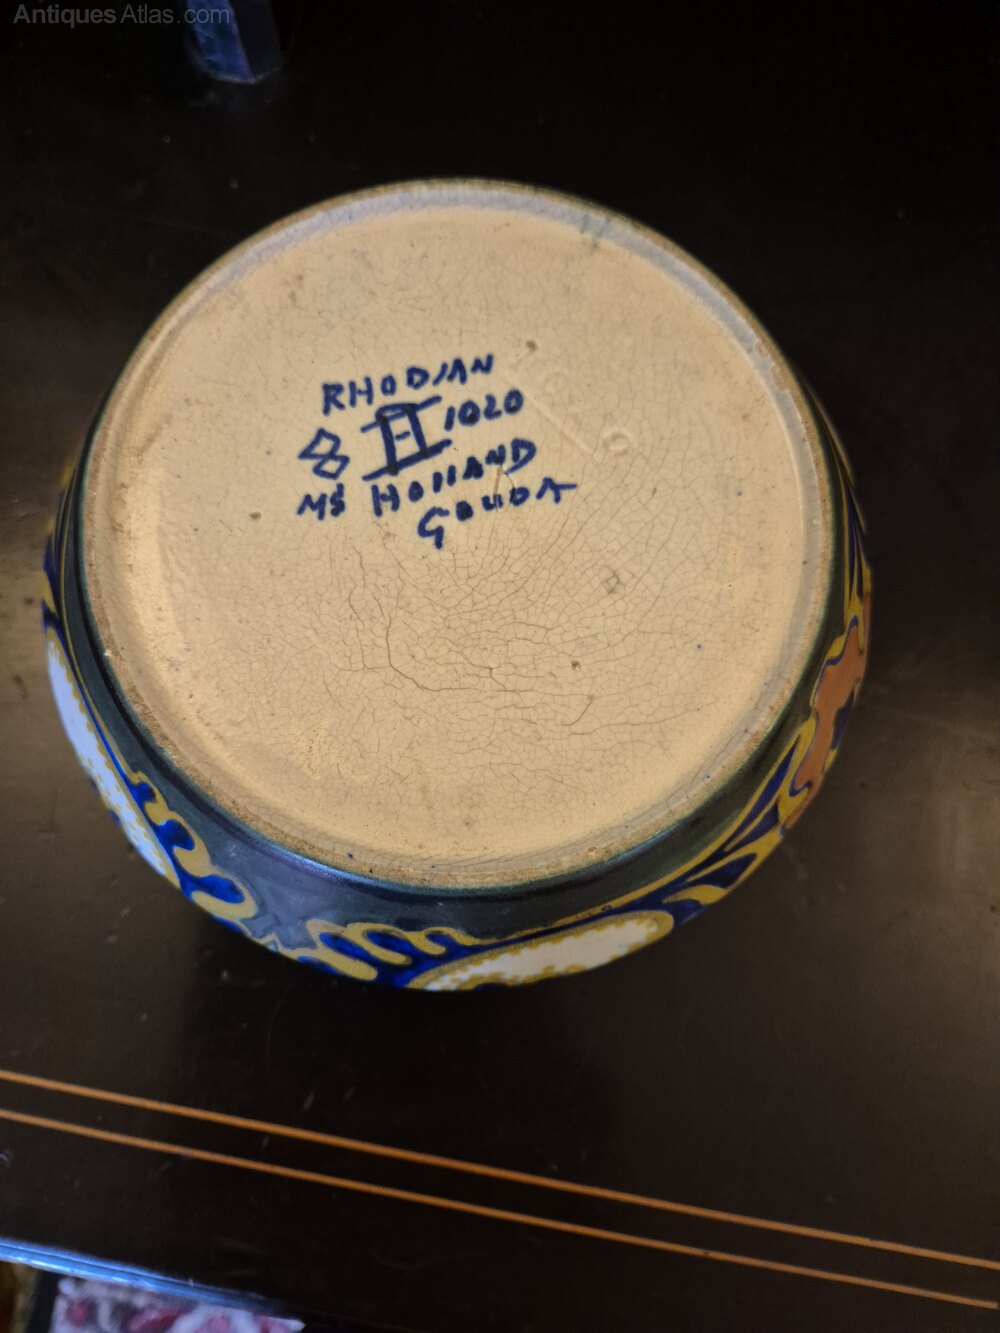 AntiquesAtlas.com
RHODIAN
1020
MS HOLLAND
GOUDA